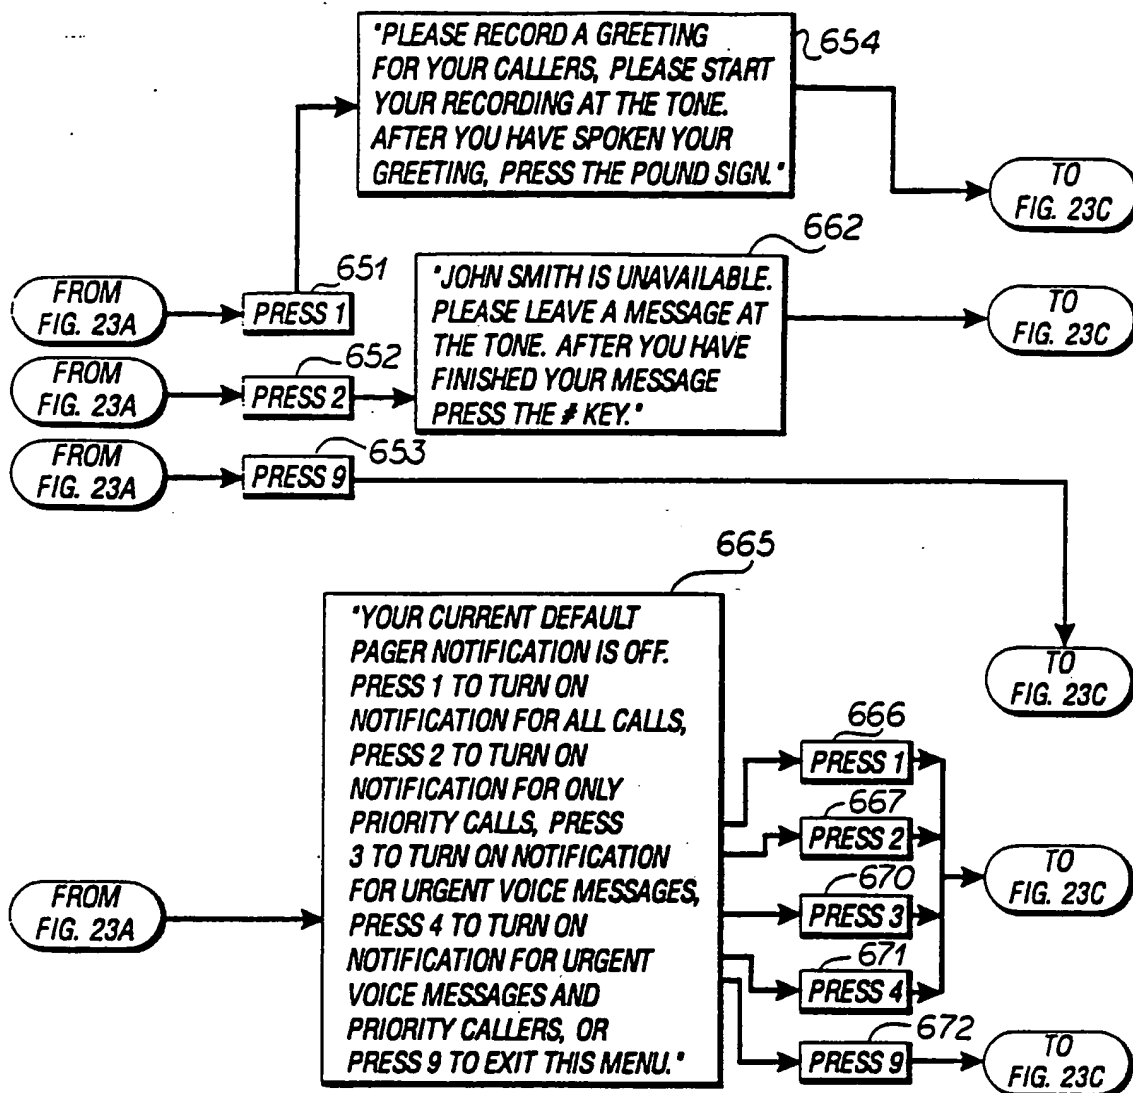 "PLEASE RECORD A GREETING
FOR YOUR CALLERS, PLEASE START
YOUR RECORDING AT THE TONE.
AFTER YOU HAVE SPOKEN YOUR
GREETING, PRESS THE POUND SIGN."
654
TO
FIG. 23C
651
FROM
FIG. 23A
PRESS 1
662
"JOHN SMITH IS UNAVAILABLE.
PLEASE LEAVE A MESSAGE AT
THE TONE. AFTER YOU HAVE
FINISHED YOUR MESSAGE
PRESS THE # KEY."
TO
FIG. 23C
652
FROM
FIG. 23A
PRESS 2
653
FROM
FIG. 23A
PRESS 9
TO
FIG. 23C
665
"YOUR CURRENT DEFAULT
PAGER NOTIFICATION IS OFF.
PRESS 1 TO TURN ON
NOTIFICATION FOR ALL CALLS,
PRESS 2 TO TURN ON
NOTIFICATION FOR ONLY
PRIORITY CALLS, PRESS
3 TO TURN ON NOTIFICATION
FOR URGENT VOICE MESSAGES,
PRESS 4 TO TURN ON
NOTIFICATION FOR URGENT
VOICE MESSAGES AND
PRIORITY CALLERS, OR
PRESS 9 TO EXIT THIS MENU."
FROM
FIG. 23A
666
PRESS 1
667
PRESS 2
670
PRESS 3
671
PRESS 4
TO
FIG. 23C
672
PRESS 9
TO
FIG. 23C